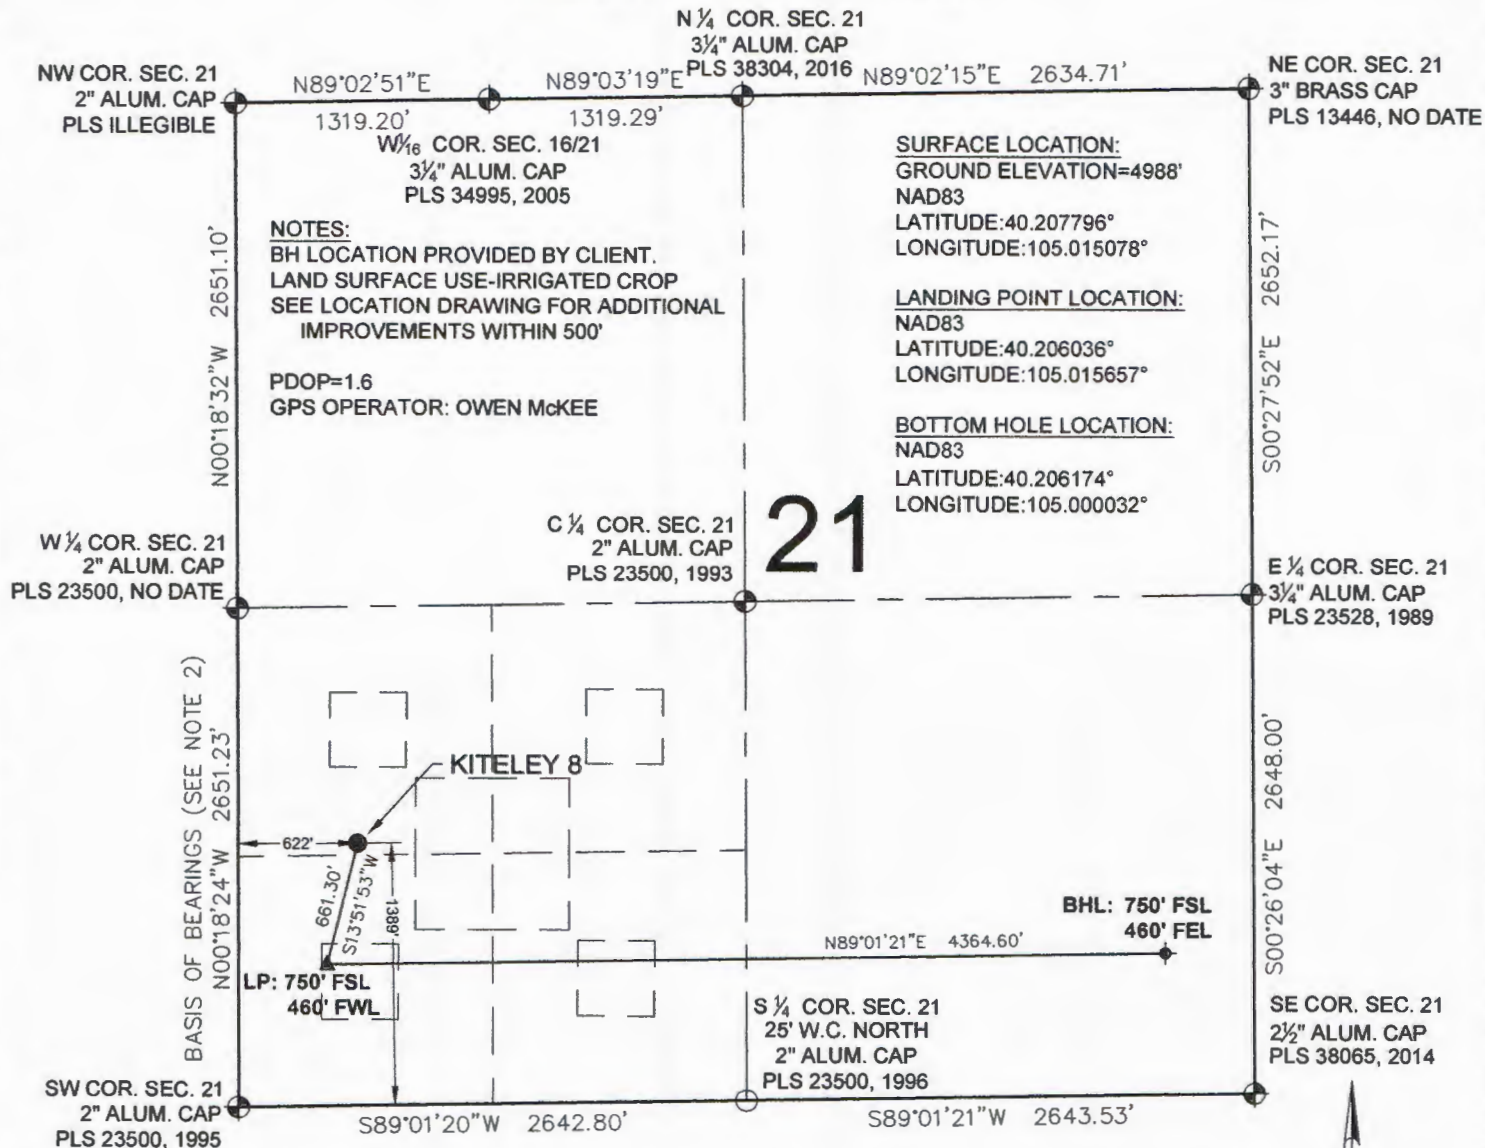 N ¼ COR. SEC. 21
3¼" ALUM. CAP
PLS 38304, 2016
NW COR. SEC. 21
2" ALUM. CAP
PLS ILLEGIBLE
N89°02'51"E
1319.20'
N89°03'19"E
1319.29'
N89°02'15"E 2634.71'
NE COR. SEC. 21
3" BRASS CAP
PLS 13446, NO DATE
W1⁄16 COR. SEC. 16/21
3¼" ALUM. CAP
PLS 34995, 2005
NOTES:
BH LOCATION PROVIDED BY CLIENT.
LAND SURFACE USE-IRRIGATED CROP
SEE LOCATION DRAWING FOR ADDITIONAL
IMPROVEMENTS WITHIN 500'
PDOP=1.6
GPS OPERATOR: OWEN McKEE
SURFACE LOCATION:
GROUND ELEVATION=4988'
NAD83
LATITUDE:40.207796°
LONGITUDE:105.015078°
LANDING POINT LOCATION:
NAD83
LATITUDE:40.206036°
LONGITUDE:105.015657°
BOTTOM HOLE LOCATION:
NAD83
LATITUDE:40.206174°
LONGITUDE:105.000032°
N00°18'32"W 2651.10'
S00°27'52"E 2652.17'
W ¼ COR. SEC. 21
2" ALUM. CAP
PLS 23500, NO DATE
C ¼ COR. SEC. 21
2" ALUM. CAP
PLS 23500, 1993
21
E ¼ COR. SEC. 21
3¼" ALUM. CAP
PLS 23528, 1989
BASIS OF BEARINGS (SEE NOTE 2)
N00°18'24"W 2651.23'
KITELEY 8
622'
661.30'
S13°51'53"W
1389'
LP: 750' FSL
460' FWL
N89°01'21"E 4364.60'
BHL: 750' FSL
460' FEL
S00°26'04"E 2648.00'
S ¼ COR. SEC. 21
25' W.C. NORTH
2" ALUM. CAP
PLS 23500, 1996
SE COR. SEC. 21
2½" ALUM. CAP
PLS 38065, 2014
SW COR. SEC. 21
2" ALUM. CAP
PLS 23500, 1995
S89°01'20"W 2642.80'
S89°01'21"W 2643.53'